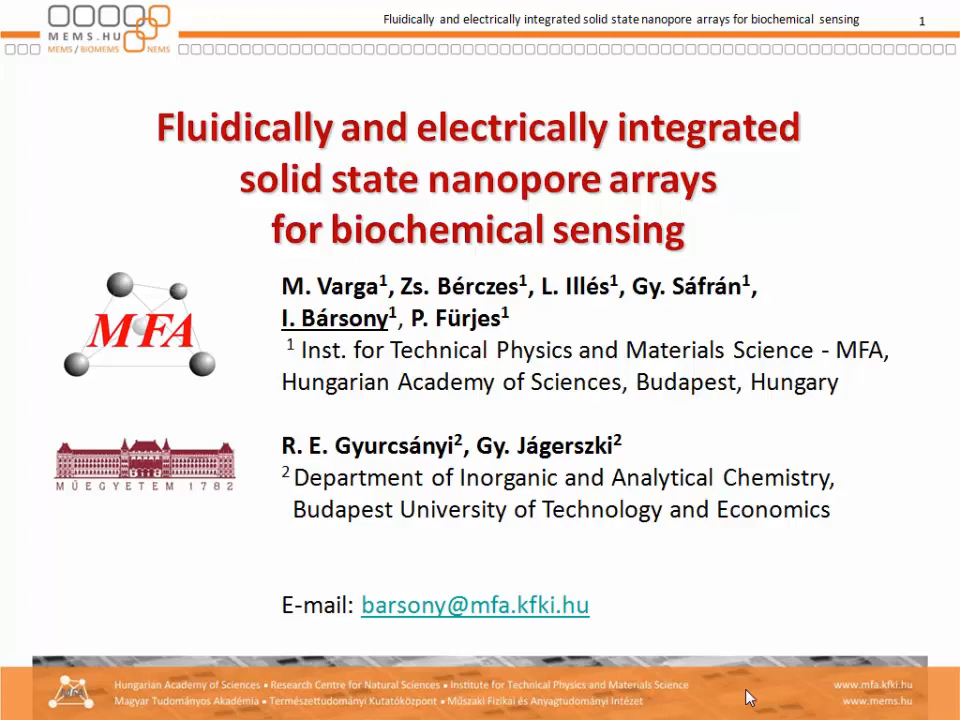 MEMS.HU
MEMS / BIOMEMS NEMS
Fluidically and electrically integrated solid state nanopore arrays for biochemical sensing
1
Fluidically and electrically integrated
solid state nanopore arrays
for biochemical sensing
MFA
M. Varga¹, Zs. Bérczes¹, L. Illés¹, Gy. Sáfrán¹,
I. Bársony¹, P. Fürjes¹
¹ Inst. for Technical Physics and Materials Science - MFA,
Hungarian Academy of Sciences, Budapest, Hungary
MŰEGYETEM 1782
R. E. Gyurcsányi², Gy. Jágerszki²
² Department of Inorganic and Analytical Chemistry,
Budapest University of Technology and Economics
E-mail: barsony@mfa.kfki.hu
MFA
Hungarian Academy of Sciences • Research Centre for Natural Sciences • Institute for Technical Physics and Materials Science
www.mfa.kfki.hu
Magyar Tudományos Akadémia • Természettudományi Kutatóközpont • Műszaki Fizikai és Anyagtudományi Intézet
www.mems.hu